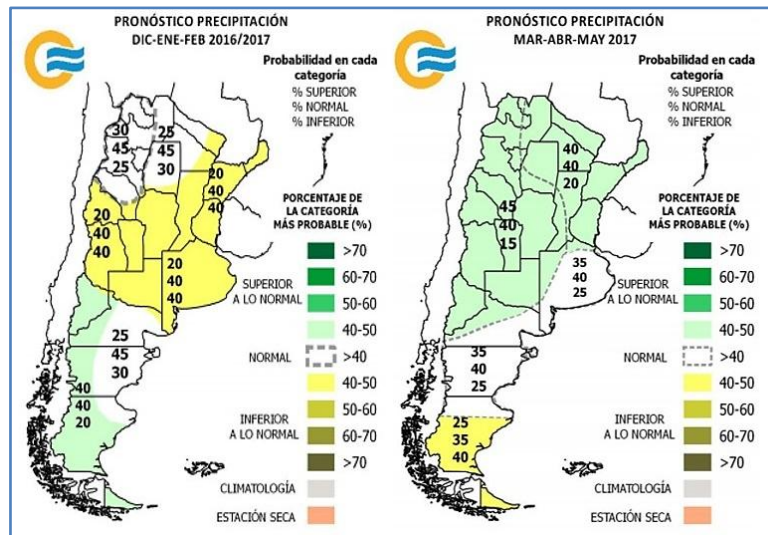 PRONÓSTICO PRECIPITACIÓN
DIC-ENE-FEB 2016/2017
Probabilidad en cada
categoría
% SUPERIOR
% NORMAL
% INFERIOR
30
45
25
25
45
30
20
40
40
20
40
40
20
40
40
25
45
30
40
40
20
PORCENTAJE DE
LA CATEGORÍA
MÁS PROBABLE (%)
>70
60-70
SUPERIOR
A LO NORMAL
50-60
40-50
NORMAL
>40
40-50
INFERIOR
A LO NORMAL
50-60
60-70
>70
CLIMATOLOGÍA
ESTACIÓN SECA
PRONÓSTICO PRECIPITACIÓN
MAR-ABR-MAY 2017
Probabilidad en cada
categoría
% SUPERIOR
% NORMAL
% INFERIOR
40
40
20
45
40
15
35
40
25
35
40
25
25
35
40
PORCENTAJE DE
LA CATEGORÍA
MÁS PROBABLE (%)
>70
60-70
SUPERIOR
A LO NORMAL
50-60
40-50
NORMAL
>40
40-50
INFERIOR
A LO NORMAL
50-60
60-70
>70
CLIMATOLOGÍA
ESTACIÓN SECA